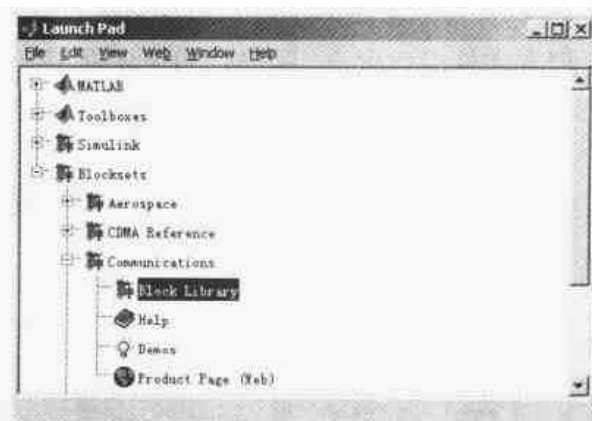 Launch Pad
File Edit View Web Window Help
MATLAB
Toolboxes
Simulink
Blocksets
Aerospace
CDMA Reference
Communications
Block Library
Help
Demos
Product Page (Web)